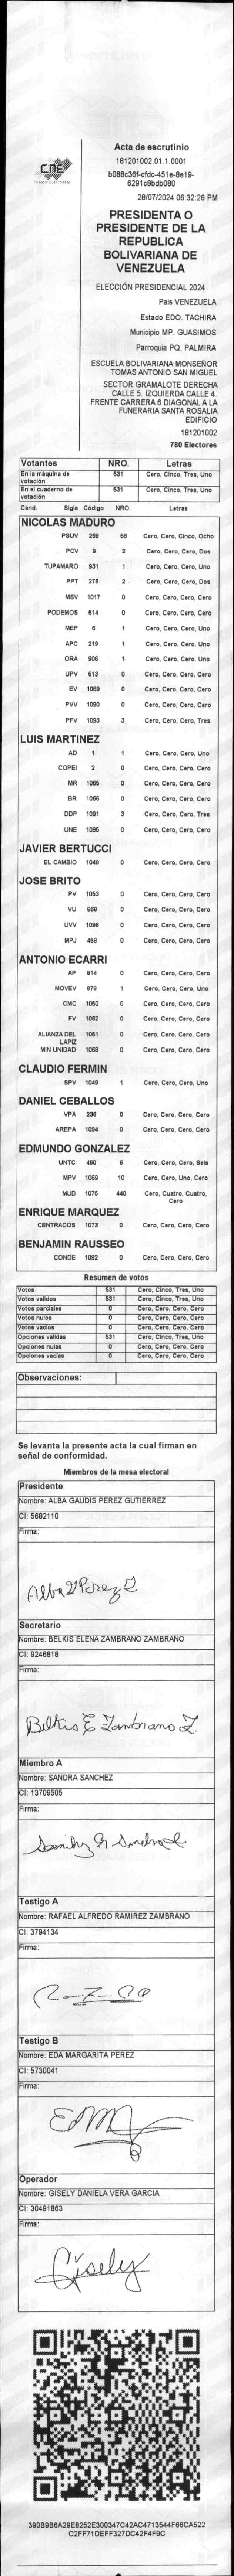 CNE
Acta de escrutinio
181201002.01.1.0001
b088c36f-cfdc-451e-8e19-
6291c8bdb080
28/07/2024 06:32:26 PM
PRESIDENTA O
PRESIDENTE DE LA
REPUBLICA
BOLIVARIANA DE
VENEZUELA
ELECCIÓN PRESIDENCIAL 2024
Pais VENEZUELA
Estado EDO. TACHIRA
Municipio MP. GUASIMOS
Parroquia PQ. PALMIRA
ESCUELA BOLIVARIANA MONSEÑOR
TOMAS ANTONIO SAN MIGUEL
SECTOR GRAMALOTE DERECHA
CALLE 5. IZQUIERDA CALLE 4.
FRENTE CARRERA 6 DIAGONAL A LA
FUNERARIA SANTA ROSALIA
EDIFICIO
181201002
780 Electores
Votantes NRO. Letras
En la máquina de votación 531 Cero, Cinco, Tres, Uno
En el cuaderno de votación 531 Cero, Cinco, Tres, Uno
Cand. Sigla Código NRO. Letras
NICOLAS MADURO
PSUV 269 58 Cero, Cero, Cinco, Ocho
PCV 9 2 Cero, Cero, Cero, Dos
TUPAMARO 931 1 Cero, Cero, Cero, Uno
PPT 276 2 Cero, Cero, Cero, Dos
MSV 1017 0 Cero, Cero, Cero, Cero
PODEMOS 514 0 Cero, Cero, Cero, Cero
MEP 6 1 Cero, Cero, Cero, Uno
APC 219 1 Cero, Cero, Cero, Uno
ORA 906 1 Cero, Cero, Cero, Uno
UPV 513 0 Cero, Cero, Cero, Cero
EV 1089 0 Cero, Cero, Cero, Cero
PVV 1090 0 Cero, Cero, Cero, Cero
PFV 1093 3 Cero, Cero, Cero, Tres
LUIS MARTINEZ
AD 1 1 Cero, Cero, Cero, Uno
COPEI 2 0 Cero, Cero, Cero, Cero
MR 1065 0 Cero, Cero, Cero, Cero
BR 1066 0 Cero, Cero, Cero, Cero
DDP 1091 3 Cero, Cero, Cero, Tres
UNE 1095 0 Cero, Cero, Cero, Cero
JAVIER BERTUCCI
EL CAMBIO 1048 0 Cero, Cero, Cero, Cero
JOSE BRITO
PV 1053 0 Cero, Cero, Cero, Cero
VU 868 0 Cero, Cero, Cero, Cero
UVV 1096 0 Cero, Cero, Cero, Cero
MPJ 458 0 Cero, Cero, Cero, Cero
ANTONIO ECARRI
AP 814 0 Cero, Cero, Cero, Cero
MOVEV 978 1 Cero, Cero, Cero, Uno
CMC 1050 0 Cero, Cero, Cero, Cero
FV 1062 0 Cero, Cero, Cero, Cero
ALIANZA DEL LAPIZ 1051 0 Cero, Cero, Cero, Cero
MIN UNIDAD 1068 0 Cero, Cero, Cero, Cero
CLAUDIO FERMIN
SPV 1049 1 Cero, Cero, Cero, Uno
DANIEL CEBALLOS
VPA 236 0 Cero, Cero, Cero, Cero
AREPA 1094 0 Cero, Cero, Cero, Cero
EDMUNDO GONZALEZ
UNTC 460 6 Cero, Cero, Cero, Seis
MPV 1069 10 Cero, Cero, Uno, Cero
MUD 1075 440 Cero, Cuatro, Cuatro, Cero
ENRIQUE MARQUEZ
CENTRADOS 1073 0 Cero, Cero, Cero, Cero
BENJAMIN RAUSSEO
CONDE 1092 0 Cero, Cero, Cero, Cero
Resumen de votos
Votos 531 Cero, Cinco, Tres, Uno
Votos validos 531 Cero, Cinco, Tres, Uno
Votos parciales 0 Cero, Cero, Cero, Cero
Votos nulos 0 Cero, Cero, Cero, Cero
Votos vacios 0 Cero, Cero, Cero, Cero
Opciones validas 531 Cero, Cinco, Tres, Uno
Opciones nulas 0 Cero, Cero, Cero, Cero
Opciones vacias 0 Cero, Cero, Cero, Cero
Observaciones:
Se levanta la presente acta la cual firman en
señal de conformidad.
Miembros de la mesa electoral
Presidente
Nombre: ALBA GAUDIS PEREZ GUTIERREZ
CI: 5682110
Firma:
Secretario
Nombre: BELKIS ELENA ZAMBRANO ZAMBRANO
CI: 9246818
Firma:
Belkis E Zambrano Z.
Miembro A
Nombre: SANDRA SANCHEZ
CI: 13709505
Firma:
Testigo A
Nombre: RAFAEL ALFREDO RAMIREZ ZAMBRANO
CI: 3794134
Firma:
Testigo B
Nombre: EDA MARGARITA PEREZ
CI: 5730041
Firma:
Operador
Nombre: GISELY DANIELA VERA GARCIA
CI: 30491863
Firma:
Gisely
390B9B6A29E8252E300347C42AC4713544F66CA522
C2FF71DEFF327DC42F4F9C